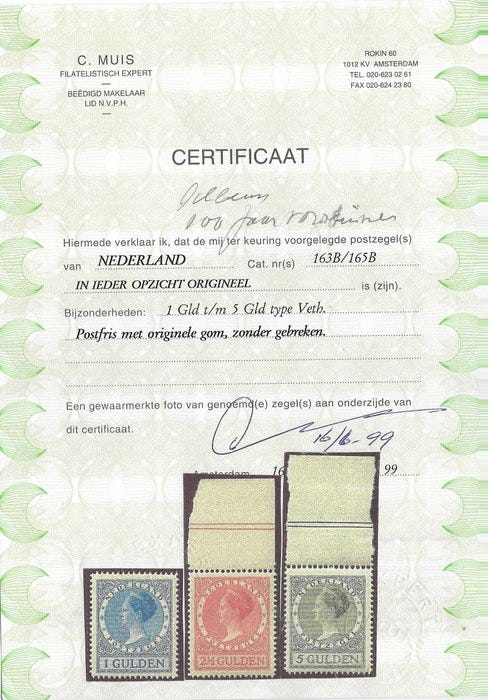 C. MUIS
FILATELISTISCH EXPERT
BEËDIGD MAKELAAR
LID N.V.P.H.
ROKIN 60
1012 KV AMSTERDAM
TEL. 020-623 02 61
FAX 020-624 23 80
CERTIFICAAT
100 Jaar
Hiermede verklaar ik, dat de mij ter keuring voorgelegde postzegel(s)
van NEDERLAND Cat. nr(s) 163B/165B
IN IEDER OPZICHT ORIGINEEL is (zijn).
Bijzonderheden: 1 Gld t/m 5 Gld type Veth.
Postfris met originele gom, zonder gebreken.
Een gewaarmerkte foto van genoemd(e) zegel(s) aan onderzijde van
dit certificaat.
16/6-99
Amsterdam 16 99
NEDERLAND
POSTZEGEL
1 GULDEN
NEDERLAND
POSTZEGEL
2½ GULDEN
NEDERLAND
POSTZEGEL
5 GULDEN